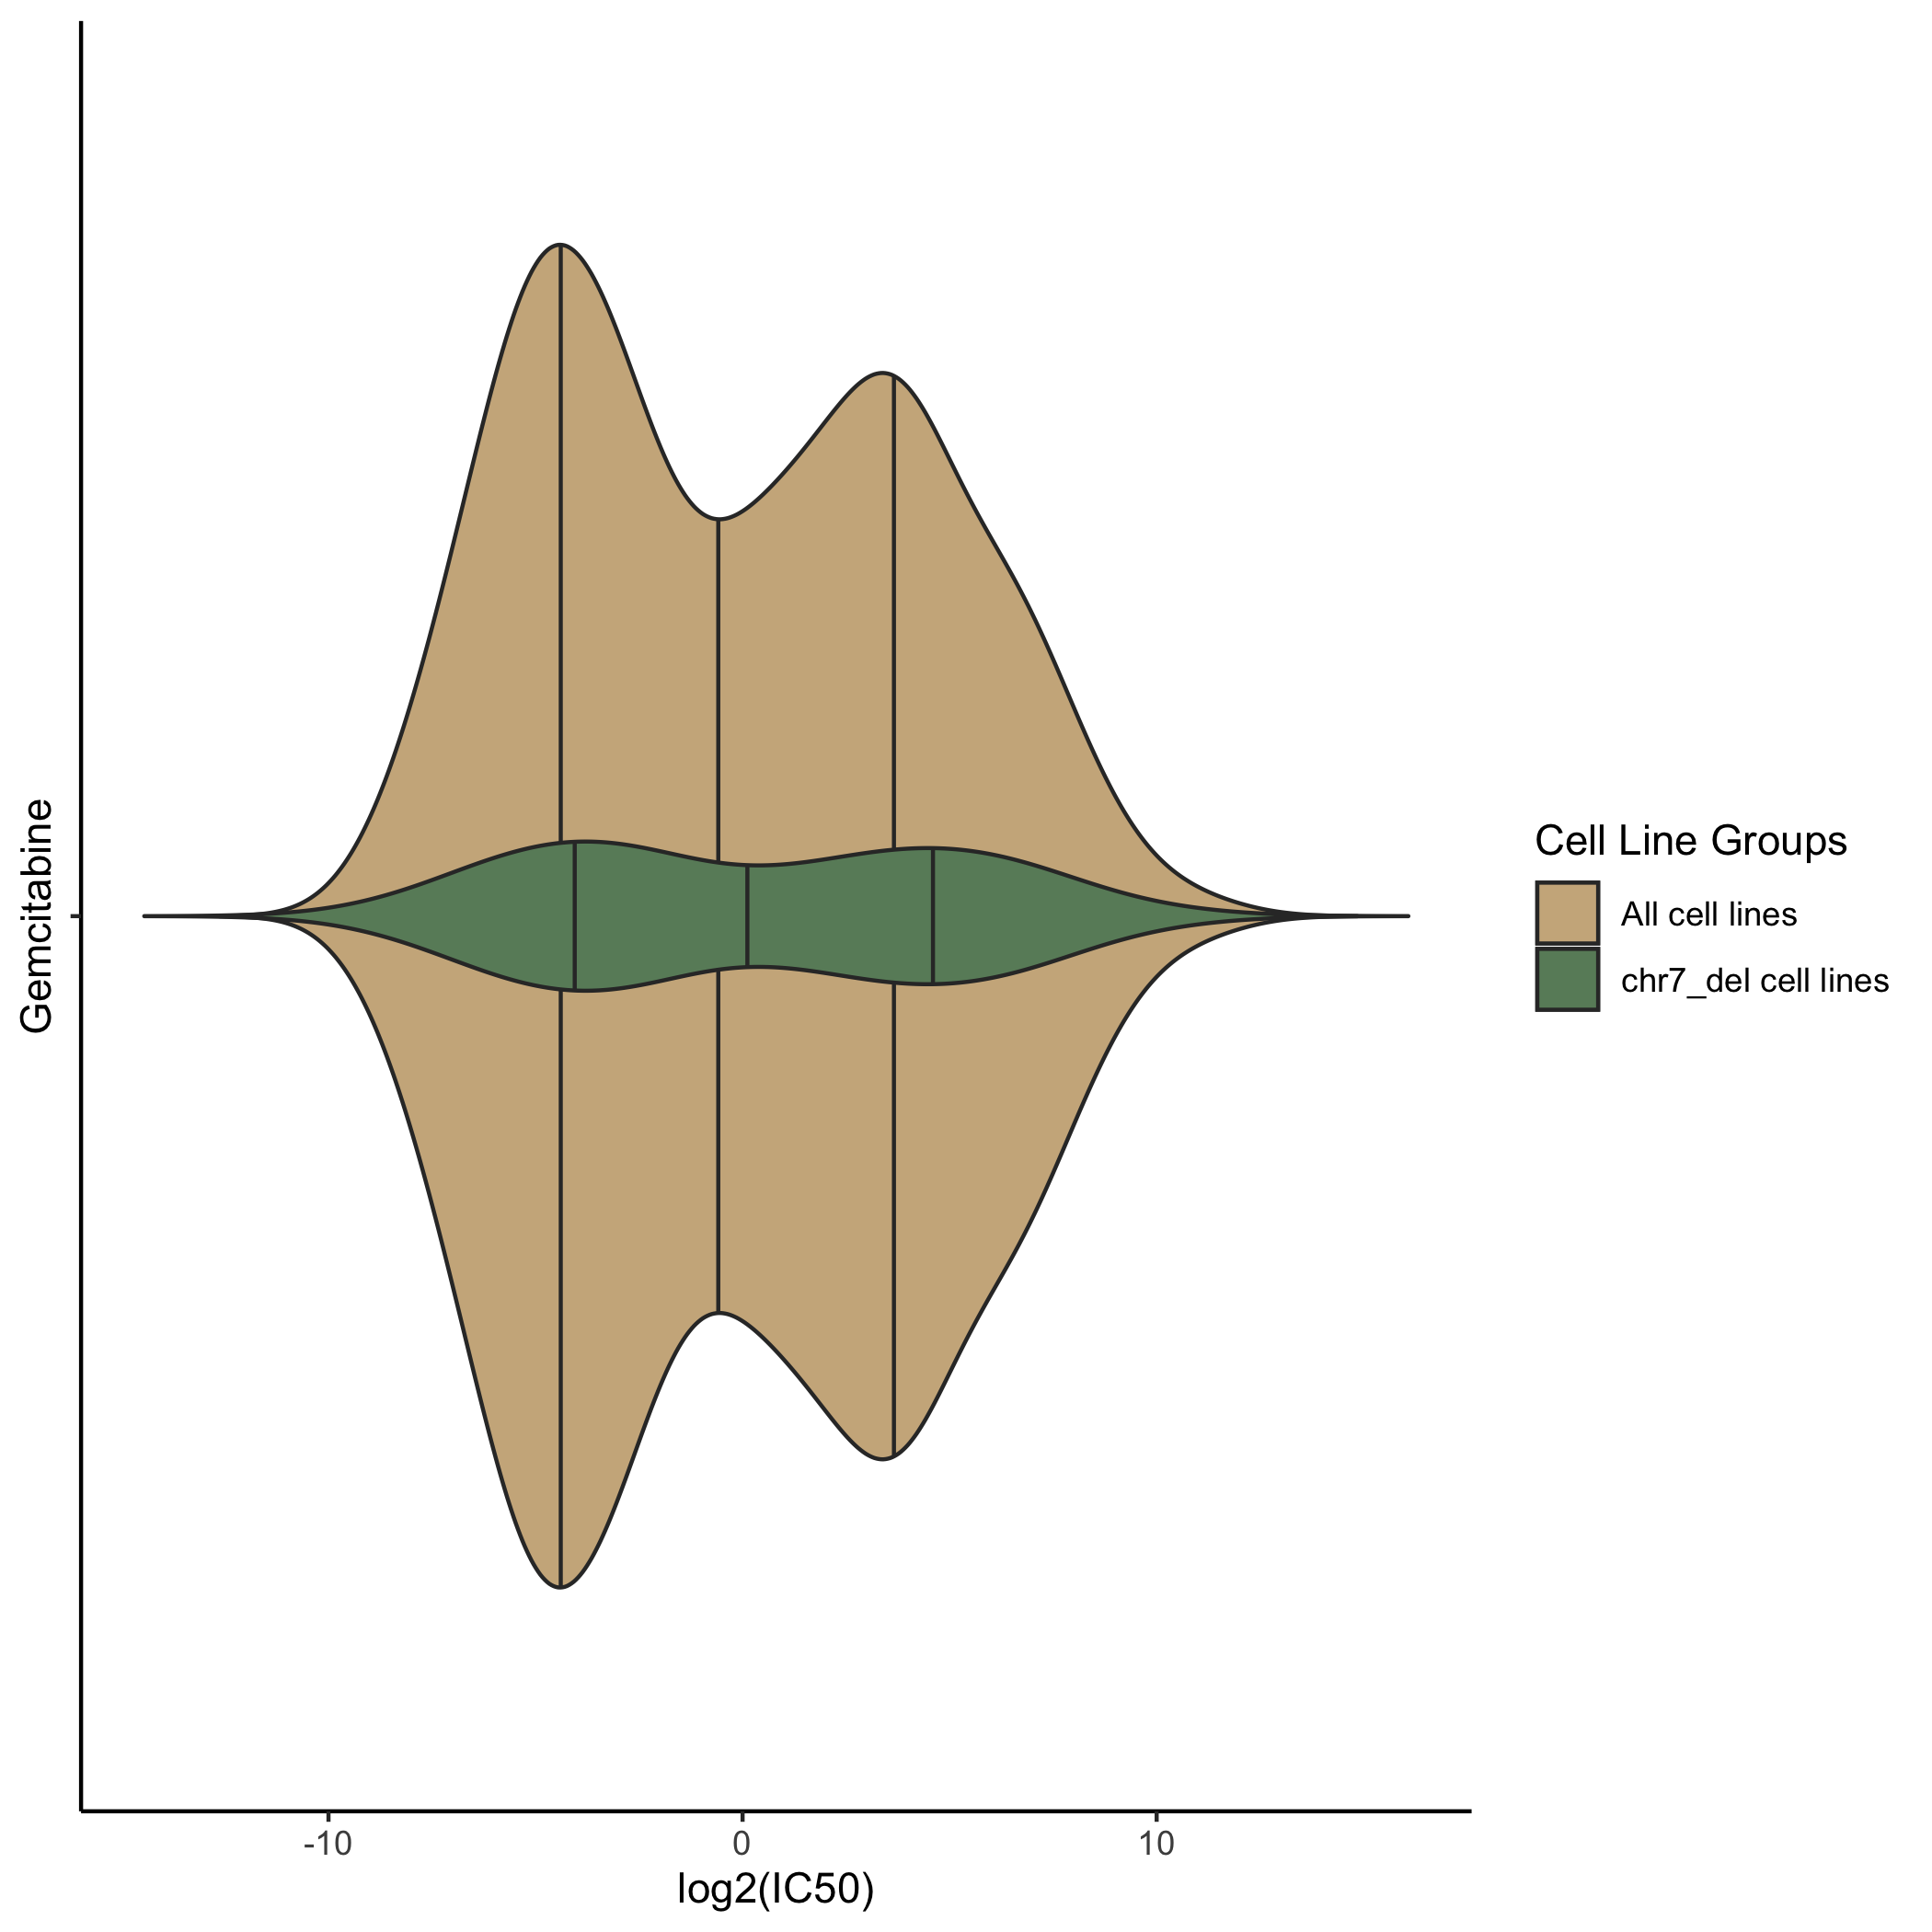 Gemcitabine
Cell Line Groups
All cell lines
chr7_del cell lines
-10
0
10
log2(IC50)